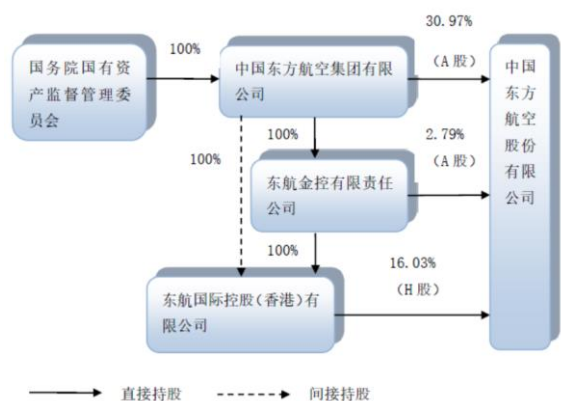 30.97%
（A 股）
国务院国有资
产监督管理委
员会
100%
中国东方航空集团有限
公司
中国
东方
航空
股份
有限
公司
100%
100%
2.79%
（A 股）
东航金控有限责任
公司
100%
16.03%
（H 股）
东航国际控股（香港）有
限公司
直接持股
间接持股